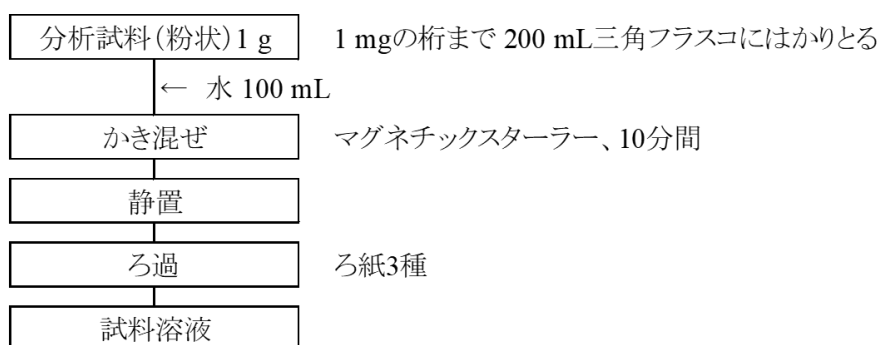 分析試料(粉状)1 g 1 mgの桁まで 200 mL三角フラスコにはかりとる
← 水 100 mL
かき混ぜ マグネチックスターラー、10分間
静置
ろ過 ろ紙3種
試料溶液